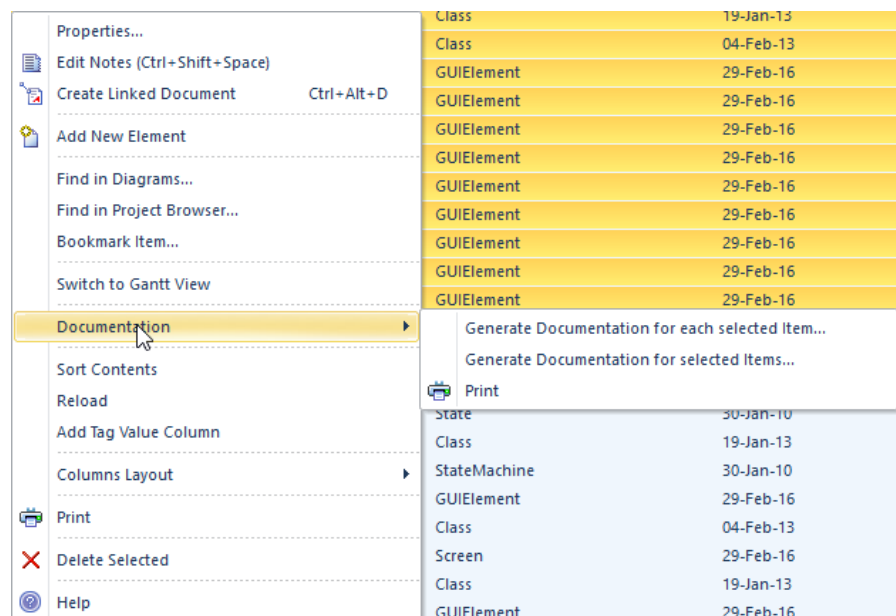 Properties...
Edit Notes (Ctrl+Shift+Space)
Create Linked Document Ctrl+Alt+D
Add New Element
Find in Diagrams...
Find in Project Browser...
Bookmark Item...
Switch to Gantt View
Documentation
Sort Contents
Reload
Add Tag Value Column
Columns Layout
Print
Delete Selected
Help
Class 19-Jan-13
Class 04-Feb-13
GUIElement 29-Feb-16
GUIElement 29-Feb-16
GUIElement 29-Feb-16
GUIElement 29-Feb-16
GUIElement 29-Feb-16
GUIElement 29-Feb-16
GUIElement 29-Feb-16
GUIElement 29-Feb-16
GUIElement 29-Feb-16
Generate Documentation for each selected Item...
Generate Documentation for selected Items...
Print
State 30-Jan-10
Class 19-Jan-13
StateMachine 30-Jan-10
GUIElement 29-Feb-16
Class 04-Feb-13
Screen 29-Feb-16
Class 19-Jan-13
GUIElement 29-Feb-16